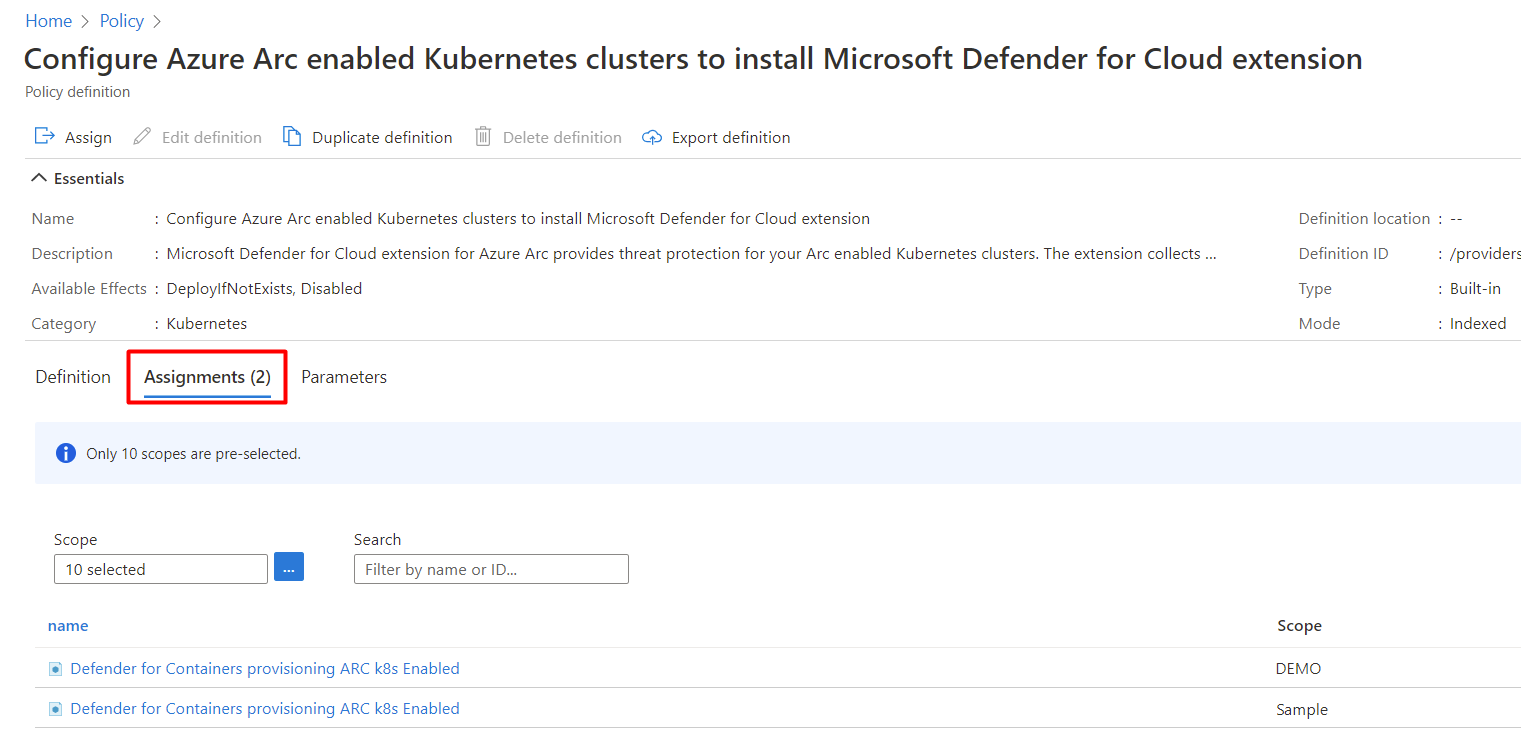 Home > Policy >
Configure Azure Arc enabled Kubernetes clusters to install Microsoft Defender for Cloud extension
Policy definition
Assign Edit definition Duplicate definition Delete definition Export definition
Essentials
Name : Configure Azure Arc enabled Kubernetes clusters to install Microsoft Defender for Cloud extension Definition location : --
Description : Microsoft Defender for Cloud extension for Azure Arc provides threat protection for your Arc enabled Kubernetes clusters. The extension collects ... Definition ID : /providers
Available Effects : DeployIfNotExists, Disabled Type : Built-in
Category : Kubernetes Mode : Indexed
Definition Assignments (2) Parameters
Only 10 scopes are pre-selected.
Scope Search
10 selected ... Filter by name or ID...
name Scope
Defender for Containers provisioning ARC k8s Enabled DEMO
Defender for Containers provisioning ARC k8s Enabled Sample